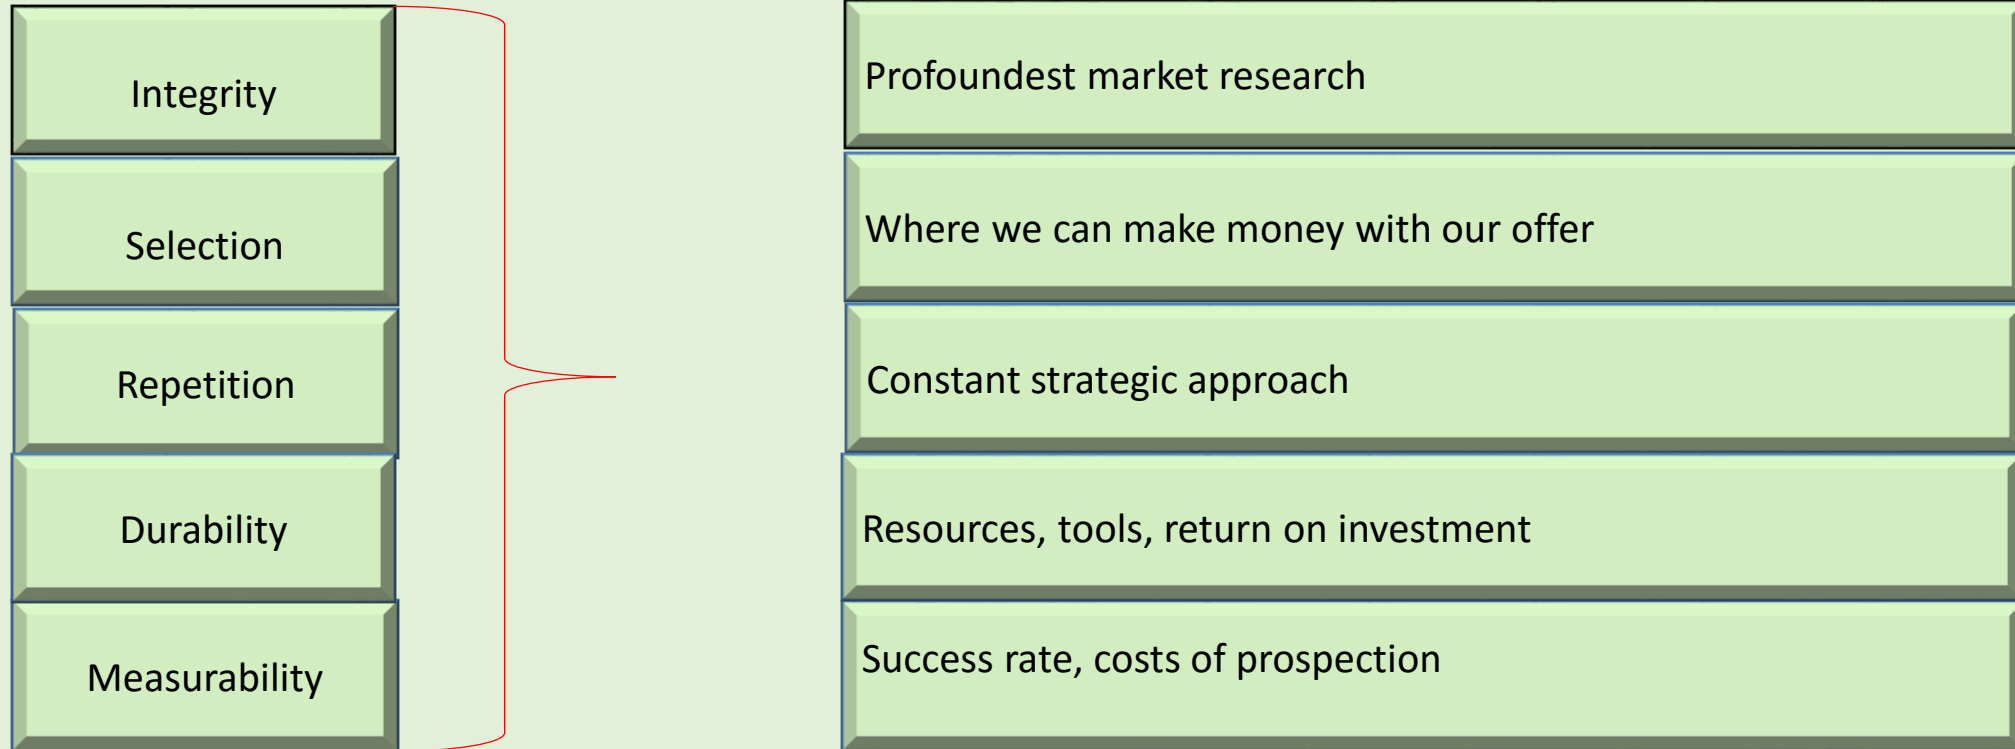 Integrity
Profoundest market research
Selection
Where we can make money with our offer
Repetition
Constant strategic approach
Durability
Resources, tools, return on investment
Measurability
Success rate, costs of prospection